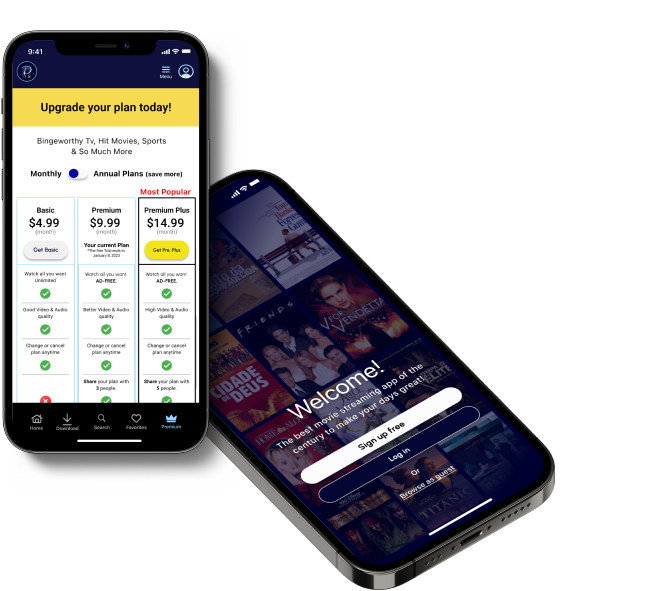 9:41
Menu
Upgrade your plan today!
Bingeworthy Tv, Hit Movies, Sports
& So Much More
Monthly Annual Plans (save more)
Most Popular
Basic
$4.99
(month)
Get Basic
Watch all you want
Unlimited
Good Video & Audio
quality
Change or cancel
plan anytime
Premium
$9.99
(month)
Your current Plan
*The free Trial ends in
January 8, 2023
Watch all you want
AD-FREE.
Better Video & Audio
quality
Change or cancel
plan anytime
Share your plan with
3 people.
Premium Plus
$14.99
(month)
Get Pre. Plus
Watch all you want
AD-FREE.
High Video & Audio
quality
Change or cancel
plan anytime
Share your plan with
5 people.
Home
Download
Search
Favorites
Premium
FRIENDS
V FOR
VENDETTA
CIDADE
DE DEUS
Welcome!
The best movie streaming app of the
century to make your days great!
Sign up free
Log in
Or
Browse as guest
TITANIC